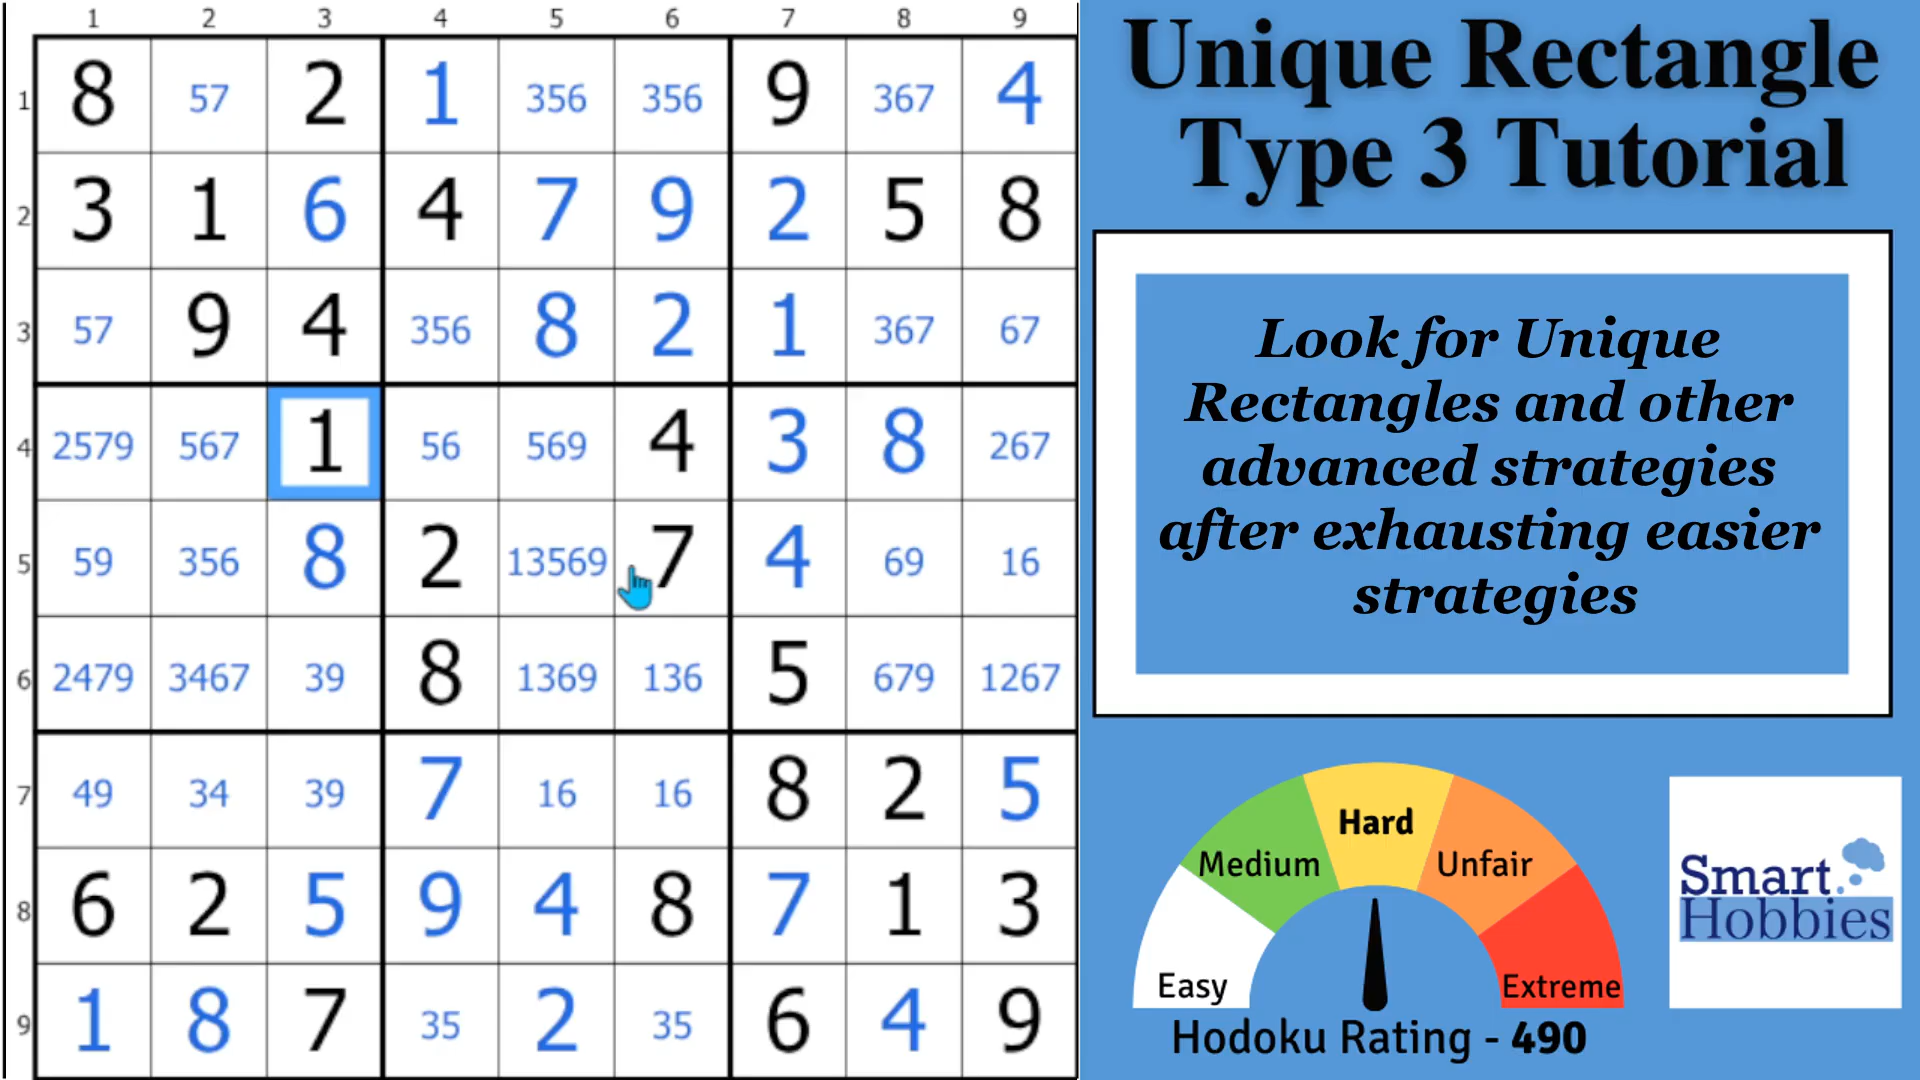 Unique Rectangle
Type 3 Tutorial
Look for Unique
Rectangles and other
advanced strategies
after exhausting easier
strategies
1 2 3 4 5 6 7 8 9
1 8 57 2 1 356 356 9 367 4
2 3 1 6 4 7 9 2 5 8
3 57 9 4 356 8 2 1 367 67
4 2579 567 1 56 569 4 3 8 267
5 59 356 8 2 13569 7 4 69 16
6 2479 3467 39 8 1369 136 5 679 1267
7 49 34 39 7 16 16 8 2 5
8 6 2 5 9 4 8 7 1 3
9 1 8 7 35 2 35 6 4 9
Easy
Medium
Hard
Unfair
Extreme
Hodoku Rating - 490
Smart
Hobbies